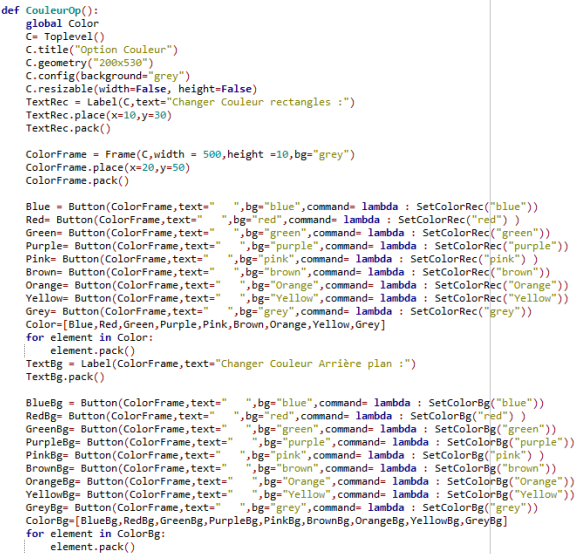 def CouleurOp():
    global Color
    C= Toplevel()
    C.title("Option Couleur")
    C.geometry("200x530")
    C.config(background="grey")
    C.resizable(width=False, height=False)
    TextRec = Label(C,text="Changer Couleur rectangles :")
    TextRec.place(x=10,y=30)
    TextRec.pack()

    ColorFrame = Frame(C,width = 500,height =10,bg="grey")
    ColorFrame.place(x=20,y=50)
    ColorFrame.pack()

    Blue = Button(ColorFrame,text="   ",bg="blue",command= lambda : SetColorRec("blue"))
    Red= Button(ColorFrame,text="   ",bg="red",command= lambda : SetColorRec("red") )
    Green= Button(ColorFrame,text="   ",bg="green",command= lambda : SetColorRec("green"))
    Purple= Button(ColorFrame,text="   ",bg="purple",command= lambda : SetColorRec("purple"))
    Pink= Button(ColorFrame,text="   ",bg="pink",command= lambda : SetColorRec("pink") )
    Brown= Button(ColorFrame,text="   ",bg="brown",command= lambda : SetColorRec("brown"))
    Orange= Button(ColorFrame,text="   ",bg="Orange",command= lambda : SetColorRec("Orange"))
    Yellow= Button(ColorFrame,text="   ",bg="Yellow",command= lambda : SetColorRec("Yellow"))
    Grey= Button(ColorFrame,text="   ",bg="grey",command= lambda : SetColorRec("grey"))
    Color=[Blue,Red,Green,Purple,Pink,Brown,Orange,Yellow,Grey]
    for element in Color:
        element.pack()
    TextBg = Label(ColorFrame,text="Changer Couleur Arrière plan :")
    TextBg.pack()

    BlueBg = Button(ColorFrame,text="   ",bg="blue",command= lambda : SetColorBg("blue"))
    RedBg= Button(ColorFrame,text="   ",bg="red",command= lambda : SetColorBg("red") )
    GreenBg= Button(ColorFrame,text="   ",bg="green",command= lambda : SetColorBg("green"))
    PurpleBg= Button(ColorFrame,text="   ",bg="purple",command= lambda : SetColorBg("purple"))
    PinkBg= Button(ColorFrame,text="   ",bg="pink",command= lambda : SetColorBg("pink") )
    BrownBg= Button(ColorFrame,text="   ",bg="brown",command= lambda : SetColorBg("brown"))
    OrangeBg= Button(ColorFrame,text="   ",bg="Orange",command= lambda : SetColorBg("Orange"))
    YellowBg= Button(ColorFrame,text="   ",bg="Yellow",command= lambda : SetColorBg("Yellow"))
    GreyBg= Button(ColorFrame,text="   ",bg="grey",command= lambda : SetColorBg("grey"))
    ColorBg=[BlueBg,RedBg,GreenBg,PurpleBg,PinkBg,BrownBg,OrangeBg,YellowBg,GreyBg]
    for element in ColorBg:
        element.pack()